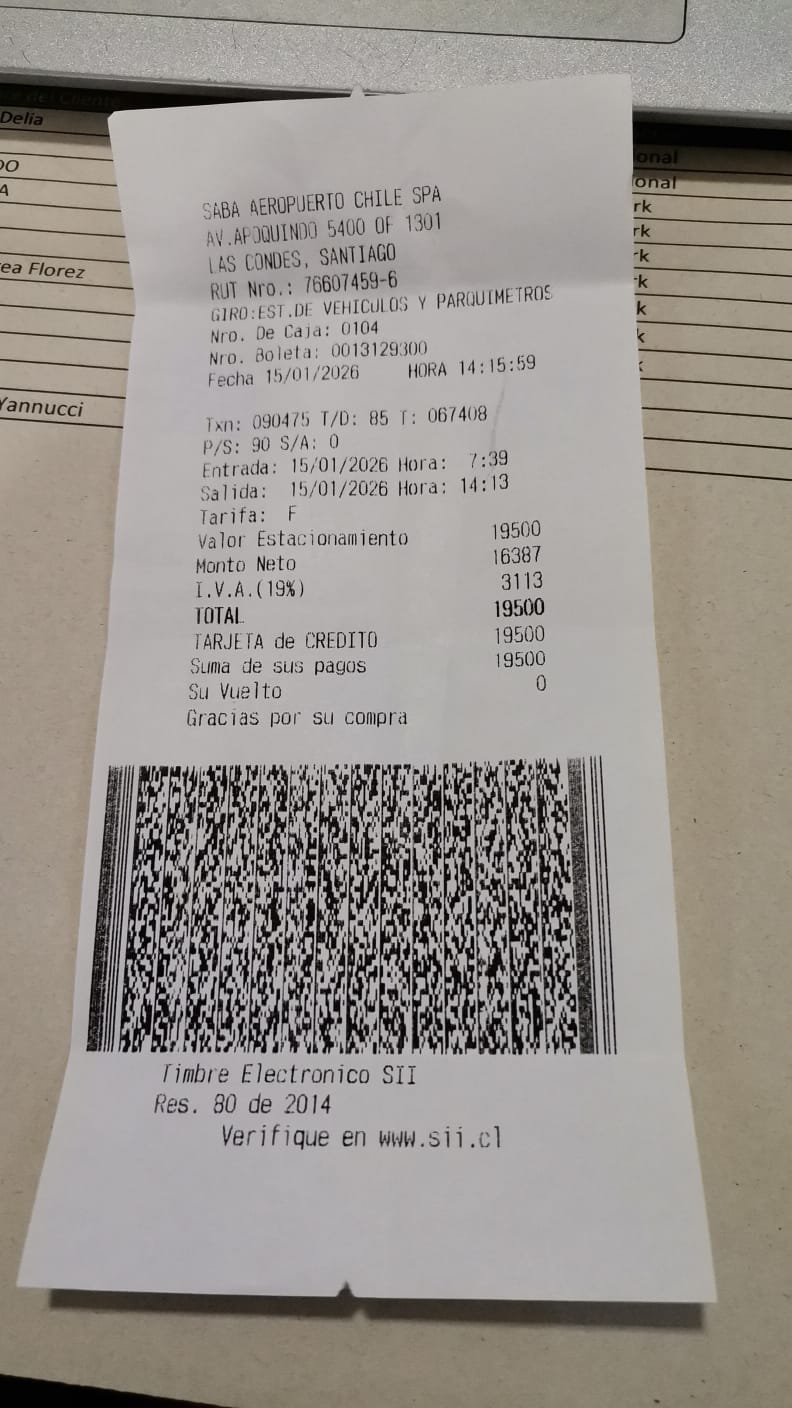 Delia
DO
A
ea Florez
Yannucci
onal
onal
rk
rk
k
k
k
k
SABA AEROPUERTO CHILE SPA
AV.APOQUINDO 5400 OF 1301
LAS CONDES, SANTIAGO
RUT Nro.: 76607459-6
GIRO:EST.DE VEHICULOS Y PARQUIMETROS
Nro. De Caja: 0104
Nro. Boleta: 0013129300
Fecha 15/01/2026 HORA 14:15:59
Txn: 090475 T/D: 85 T: 067408
P/S: 90 S/A: 0
Entrada: 15/01/2026 Hora: 7:39
Salida: 15/01/2026 Hora: 14:13
Tarifa: F
Valor Estacionamiento 19500
Monto Neto 16387
I.V.A.(19%) 3113
TOTAL 19500
TARJETA de CREDITO 19500
Suma de sus pagos 19500
Su Vuelto 0
Gracias por su compra
Timbre Electronico SII
Res. 80 de 2014
Verifique en www.sii.cl